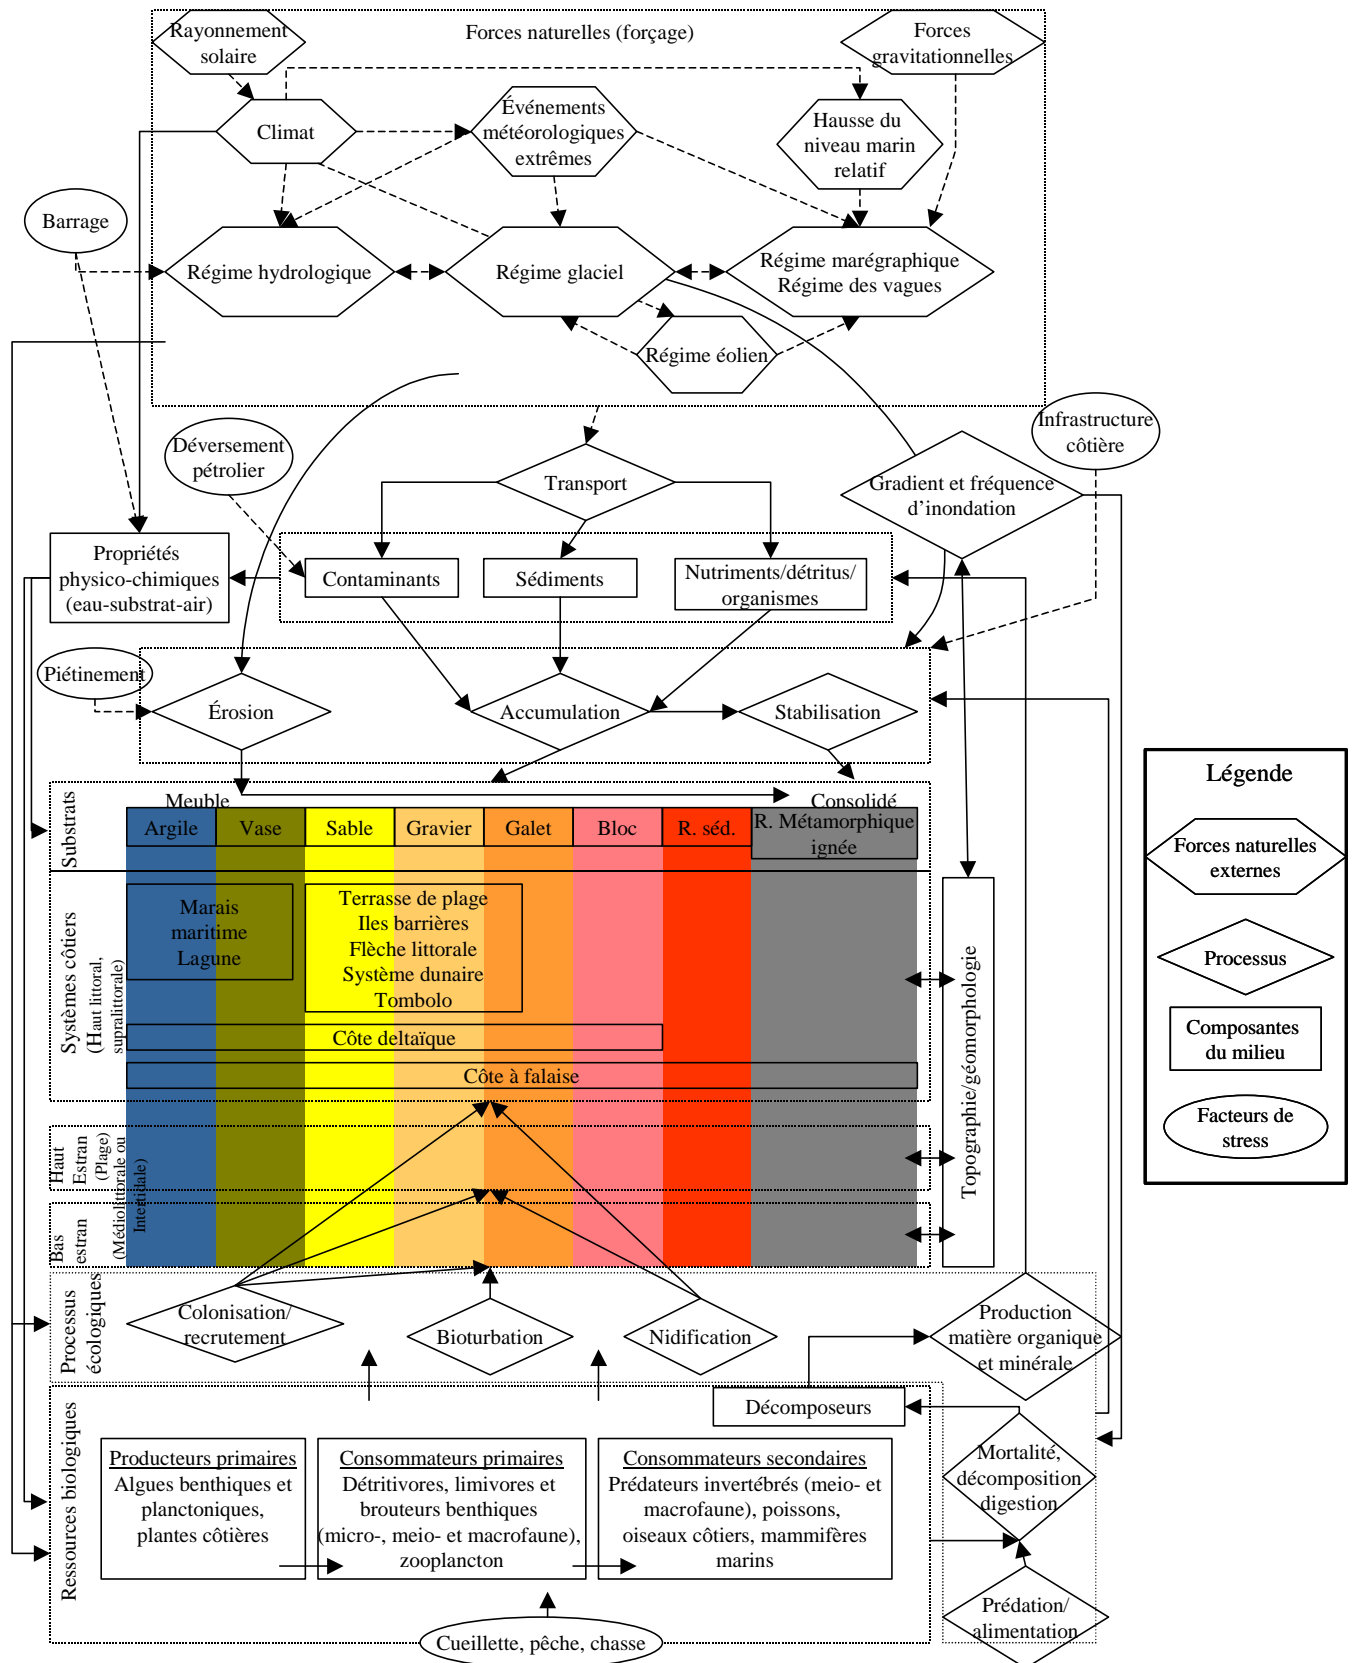 Rayonnement
solaire
Forces naturelles (forçage)
Forces
gravitationnelles
Climat
Événements
météorologiques
extrêmes
Hausse du
niveau marin
relatif
Barrage
Régime hydrologique
Régime glaciel
Régime marégraphique
Régime des vagues
Régime éolien
Infrastructure
côtière
Déversement
pétrolier
Transport
Gradient et fréquence
d’inondation
Propriétés
physico-chimiques
(eau-substrat-air)
Contaminants
Sédiments
Nutriments/détritus/
organismes
Piétinement
Érosion
Accumulation
Stabilisation
Légende
Forces naturelles
externes
Processus
Composantes
du milieu
Facteurs de
stress
Substrats
Meuble
Consolidé
Argile
Vase
Sable
Gravier
Galet
Bloc
R. séd.
R. Métamorphique
ignée
Systèmes côtiers
(Haut littoral,
supralittorale)
Marais
maritime
Lagune
Terrasse de plage
Iles barrières
Flèche littorale
Système dunaire
Tombolo
Côte deltaïque
Côte à falaise
Topographie/géomorphologie
Haut
Estran
(Plage)
(Médiolittorale ou
Intertidale)
Bas
estran
Processus
écologiques
Colonisation/
recrutement
Bioturbation
Nidification
Production
matière organique
et minérale
Ressources biologiques
Décomposeurs
Producteurs primaires
Algues benthiques et
planctoniques,
plantes côtières
Consommateurs primaires
Détritivores, limivores et
brouteurs benthiques
(micro-, meio- et macrofaune),
zooplancton
Consommateurs secondaires
Prédateurs invertébrés (meio- et
macrofaune), poissons,
oiseaux côtiers, mammifères
marins
Mortalité,
décomposition
digestion
Prédation/
alimentation
Cueillette, pêche, chasse